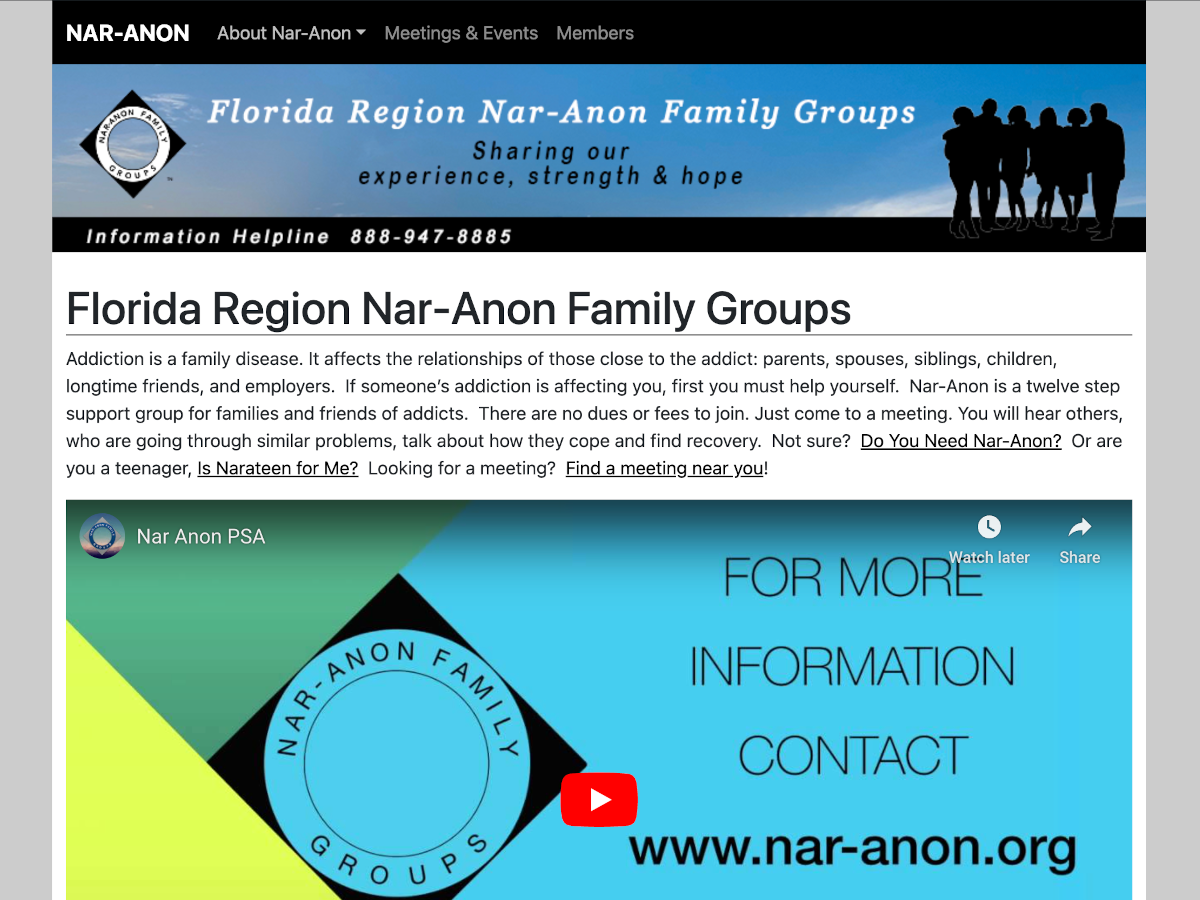 NAR-ANON About Nar-Anon Meetings & Events Members
NAR-ANON FAMILY GROUPS ™
Florida Region Nar-Anon Family Groups
Sharing our
experience, strength & hope
Information Helpline 888-947-8885
Florida Region Nar-Anon Family Groups
Addiction is a family disease. It affects the relationships of those close to the addict: parents, spouses, siblings, children,
longtime friends, and employers.  If someone’s addiction is affecting you, first you must help yourself.  Nar-Anon is a twelve step
support group for families and friends of addicts.  There are no dues or fees to join. Just come to a meeting. You will hear others,
who are going through similar problems, talk about how they cope and find recovery.  Not sure?  Do You Need Nar-Anon?  Or are
you a teenager, Is Narateen for Me?  Looking for a meeting?  Find a meeting near you!
Nar Anon PSA
Watch later Share
NAR-ANON FAMILY GROUPS
FOR MORE
INFORMATION
CONTACT
www.nar-anon.org